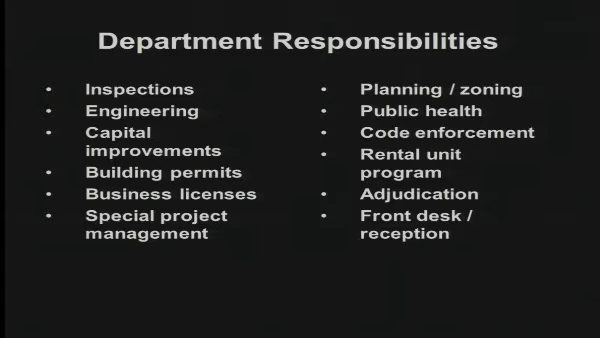 Department Responsibilities
• Inspections
• Engineering
• Capital
improvements
• Building permits
• Business licenses
• Special project
management
• Planning / zoning
• Public health
• Code enforcement
• Rental unit
program
• Adjudication
• Front desk /
reception